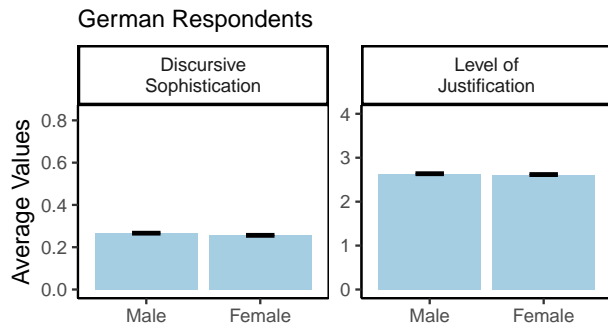 German Respondents
Discursive
Sophistication
Level of
Justification
Average Values
0.8
0.6
0.4
0.2
0.0
4
3
2
1
0
Male
Female
Male
Female